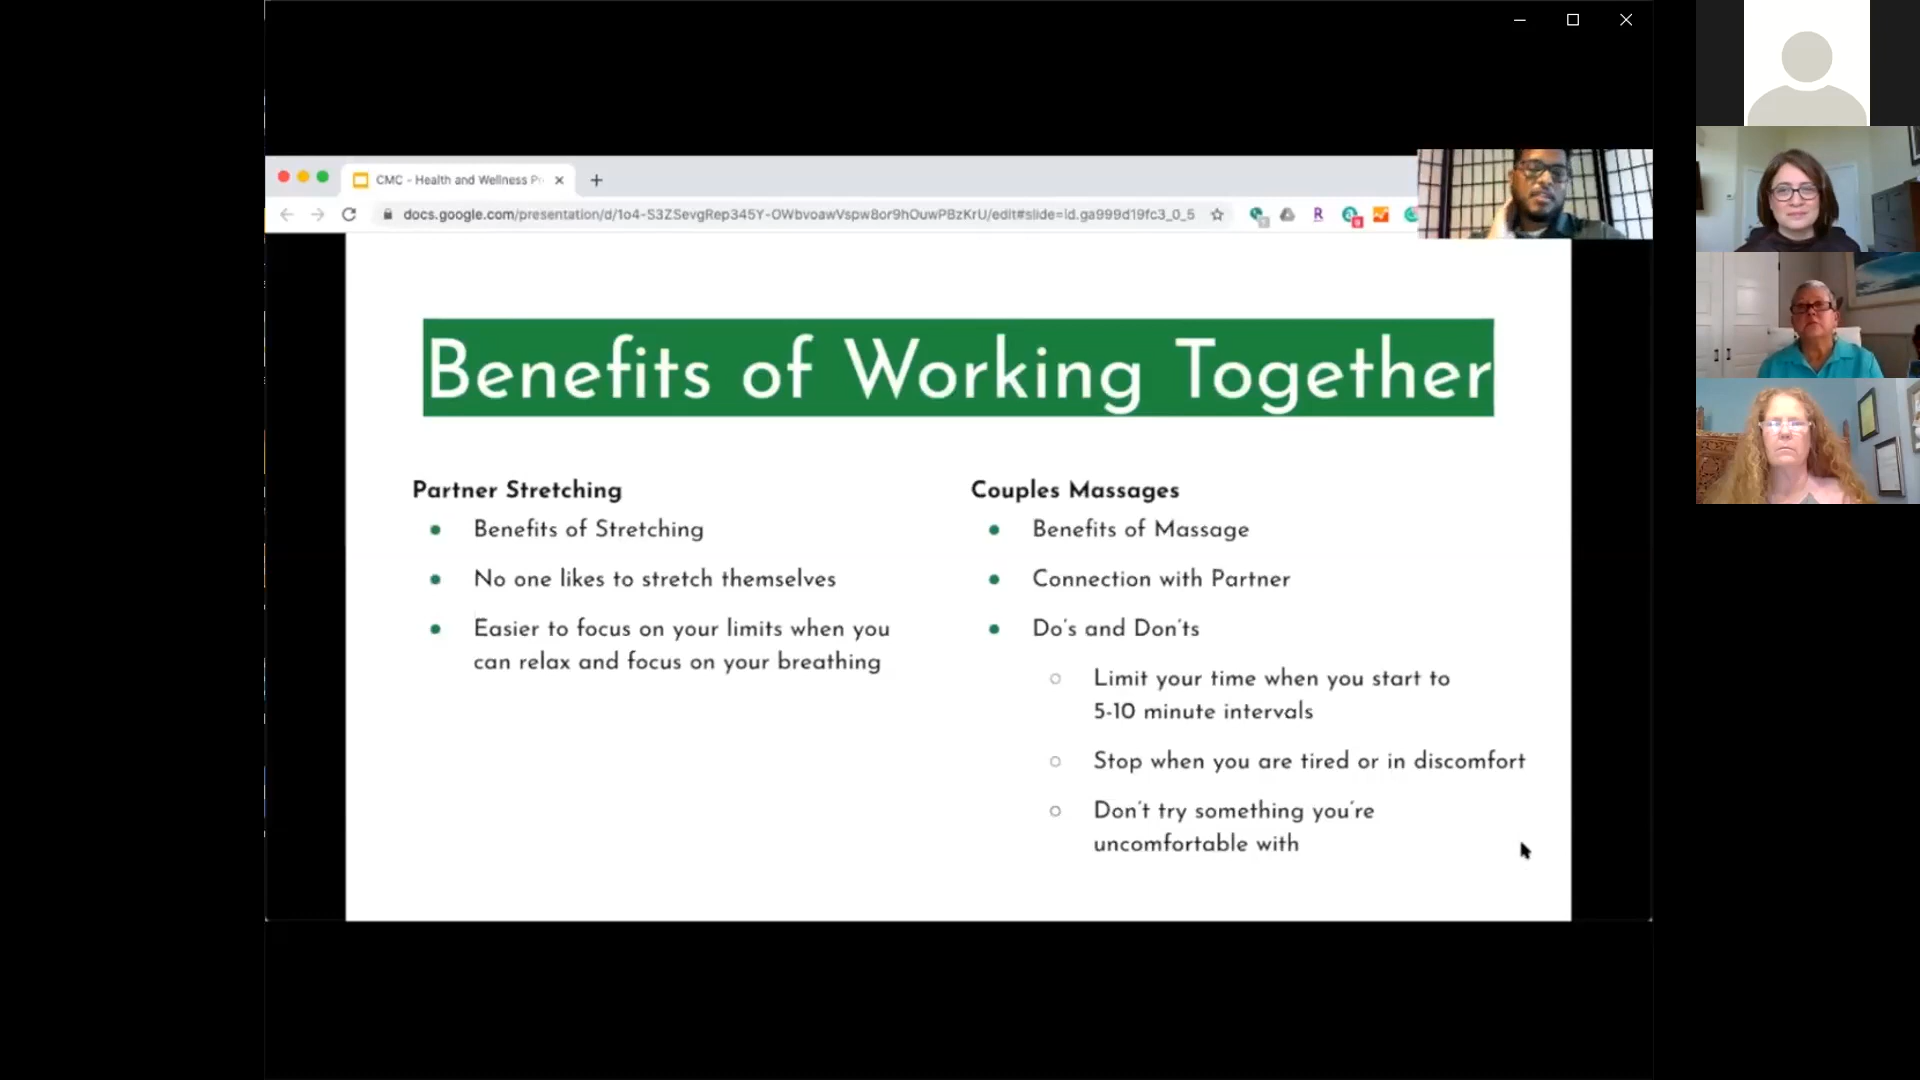 CMC - Health and Wellness Pr
docs.google.com/presentation/d/1o4-S3ZSevgRep345Y-OWbvoawVspw8or9hOuwPBzKrU/edit#slide=id.ga999d19fc3_0_5
R
Benefits of Working Together
Partner Stretching
Benefits of Stretching
No one likes to stretch themselves
Easier to focus on your limits when you
can relax and focus on your breathing
Couples Massages
Benefits of Massage
Connection with Partner
Do's and Don'ts
Limit your time when you start to
5-10 minute intervals
Stop when you are tired or in discomfort
Don't try something you're
uncomfortable with